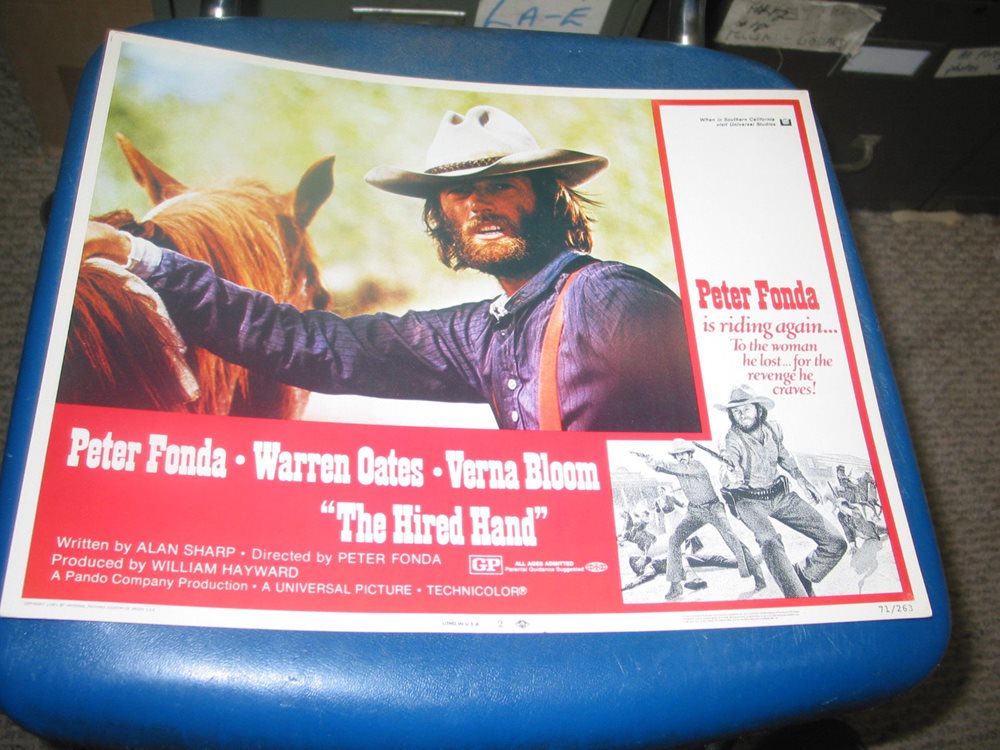 LA-E
When in Southern California
visit Universal Studios
Peter Fonda
is riding again...
To the woman
he lost...for the
revenge he
craves!
Peter Fonda • Warren Oates • Verna Bloom
"The Hired Hand"
Written by ALAN SHARP • Directed by PETER FONDA
Produced by WILLIAM HAYWARD
A Pando Company Production • A UNIVERSAL PICTURE • TECHNICOLOR®
GP
ALL AGES ADMITTED
Parental Guidance Suggested
LITHO IN U.S.A.
2
71/263